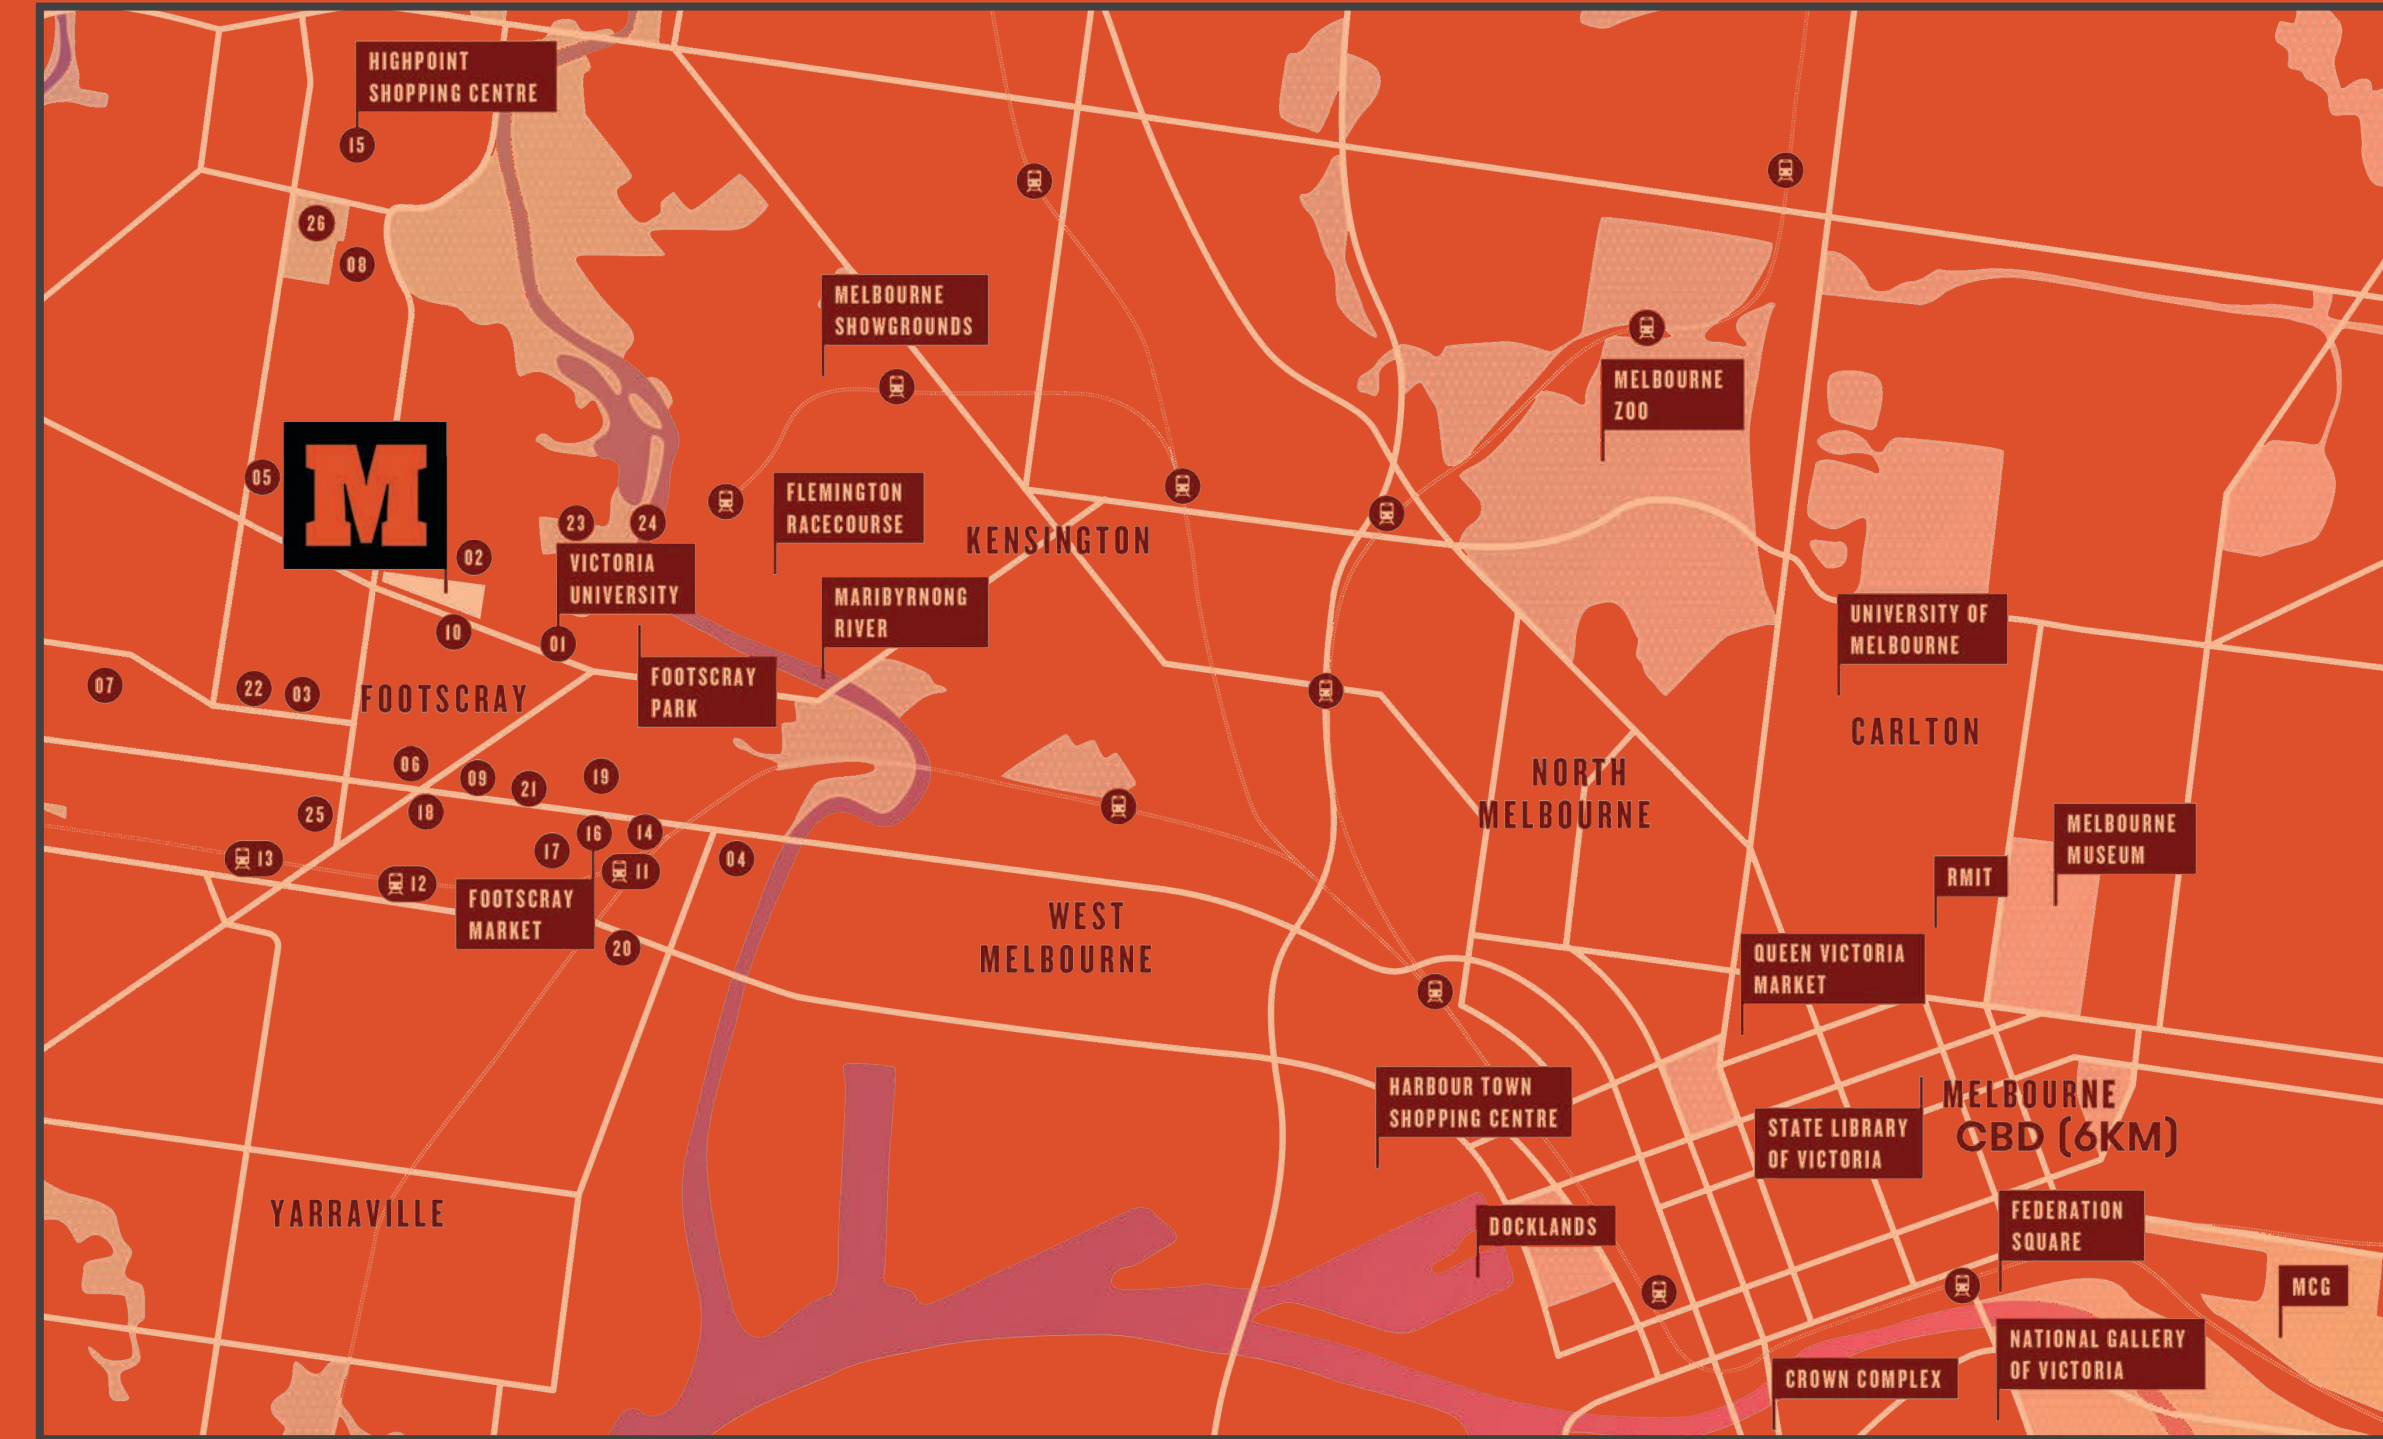 HIGHPOINT
SHOPPING CENTRE
15
26
08
MELBOURNE
SHOWGROUNDS
MELBOURNE
ZOO
M
05
02
10
23
24
VICTORIA
UNIVERSITY
01
FLEMINGTON
RACECOURSE
KENSINGTON
MARIBYRNONG
RIVER
FOOTSCRAY
PARK
UNIVERSITY OF
MELBOURNE
CARLTON
07
22
03
FOOTSCRAY
06
09
21
19
25
18
17
16
14
13
12
11
04
FOOTSCRAY
MARKET
20
NORTH
MELBOURNE
WEST
MELBOURNE
MELBOURNE
MUSEUM
RMIT
QUEEN VICTORIA
MARKET
HARBOUR TOWN
SHOPPING CENTRE
STATE LIBRARY
OF VICTORIA
MELBOURNE
CBD (6KM)
YARRAVILLE
DOCKLANDS
FEDERATION
SQUARE
MCG
NATIONAL GALLERY
OF VICTORIA
CROWN COMPLEX